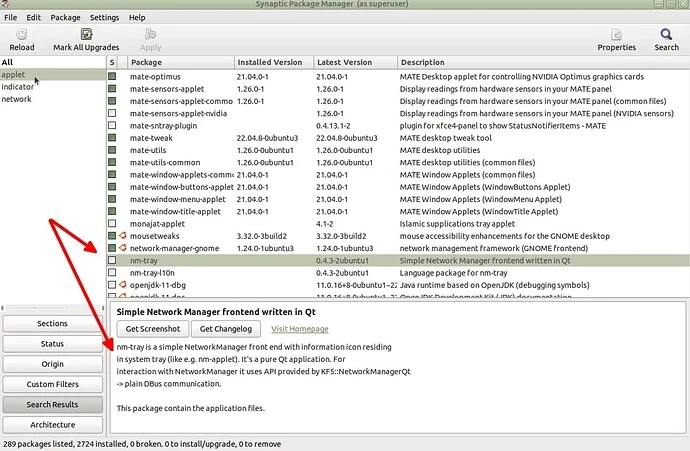 Synaptic Package Manager (as superuser)
File Edit Package Settings Help
Reload Mark All Upgrades Apply Properties Search
All
applet
indicator
network
S Package Installed Version Latest Version Description
mate-optimus 21.04.0-1 21.04.0-1 MATE Desktop applet for controlling NVIDIA Optimus graphics cards
mate-sensors-applet 1.26.0-1 1.26.0-1 Display readings from hardware sensors in your MATE panel
mate-sensors-applet-commo 1.26.0-1 1.26.0-1 Display readings from hardware sensors in your MATE panel (common files)
mate-sensors-applet-nvidia 1.26.0-1 Display readings from hardware sensors in your MATE panel (NVIDIA sensors)
mate-sntray-plugin 0.4.13.1-2 plugin for xfce4-panel to show StatusNotifierItems - MATE
mate-tweak 22.04.8-0ubuntu1 22.04.8-0ubuntu3 MATE desktop tweak tool
mate-utils 1.26.0-0ubuntu1 1.26.0-0ubuntu1 MATE desktop utilities
mate-utils-common 1.26.0-0ubuntu1 1.26.0-0ubuntu1 MATE desktop utilities (common files)
mate-window-applets-commo 21.04.0-1 21.04.0-1 MATE Window Applets (common files)
mate-window-buttons-applet 21.04.0-1 21.04.0-1 MATE Window Applets (WindowButtons Applet)
mate-window-menu-applet 21.04.0-1 21.04.0-1 MATE Window Applets (WindowMenu Applet)
mate-window-title-applet 21.04.0-1 21.04.0-1 MATE Window Applets (WindowTitle Applet)
monajat-applet 4.1-2 Islamic supplications tray applet
mousetweaks 3.32.0-3build2 3.32.0-3build2 mouse accessibility enhancements for the GNOME desktop
network-manager-gnome 1.24.0-1ubuntu3 1.24.0-1ubuntu3 network management framework (GNOME frontend)
nm-tray 0.4.3-2ubuntu1 Simple Network Manager frontend written in Qt
nm-tray-l10n 0.4.3-2ubuntu1 Language package for nm-tray
openjdk-11-dbg 11.0.16+8-0ubuntu1~22 Java runtime based on OpenJDK (debugging symbols)
openjdk-11-doc 11.0.16+8-0ubuntu1~22 OpenJDK Development Kit (JDK) documentation
Sections
Status
Origin
Custom Filters
Search Results
Architecture
Simple Network Manager frontend written in Qt
Get Screenshot Get Changelog Visit Homepage
nm-tray is a simple NetworkManager front end with information icon residing
in system tray (like e.g. nm-applet). It's a pure Qt application. For
interaction with NetworkManager it uses API provided by KF5::NetworkManagerQt
-> plain DBus communication.
This package contain the application files.
289 packages listed, 2724 installed, 0 broken. 0 to install/upgrade, 0 to remove